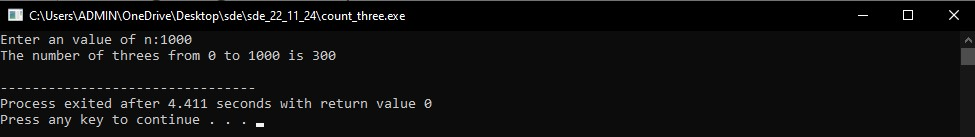 C:\Users\ADMIN\OneDrive\Desktop\sde\sde_22_11_24\count_three.exe
Enter an value of n:1000
The number of threes from 0 to 1000 is 300
--------------------------------
Process exited after 4.411 seconds with return value 0
Press any key to continue . . .